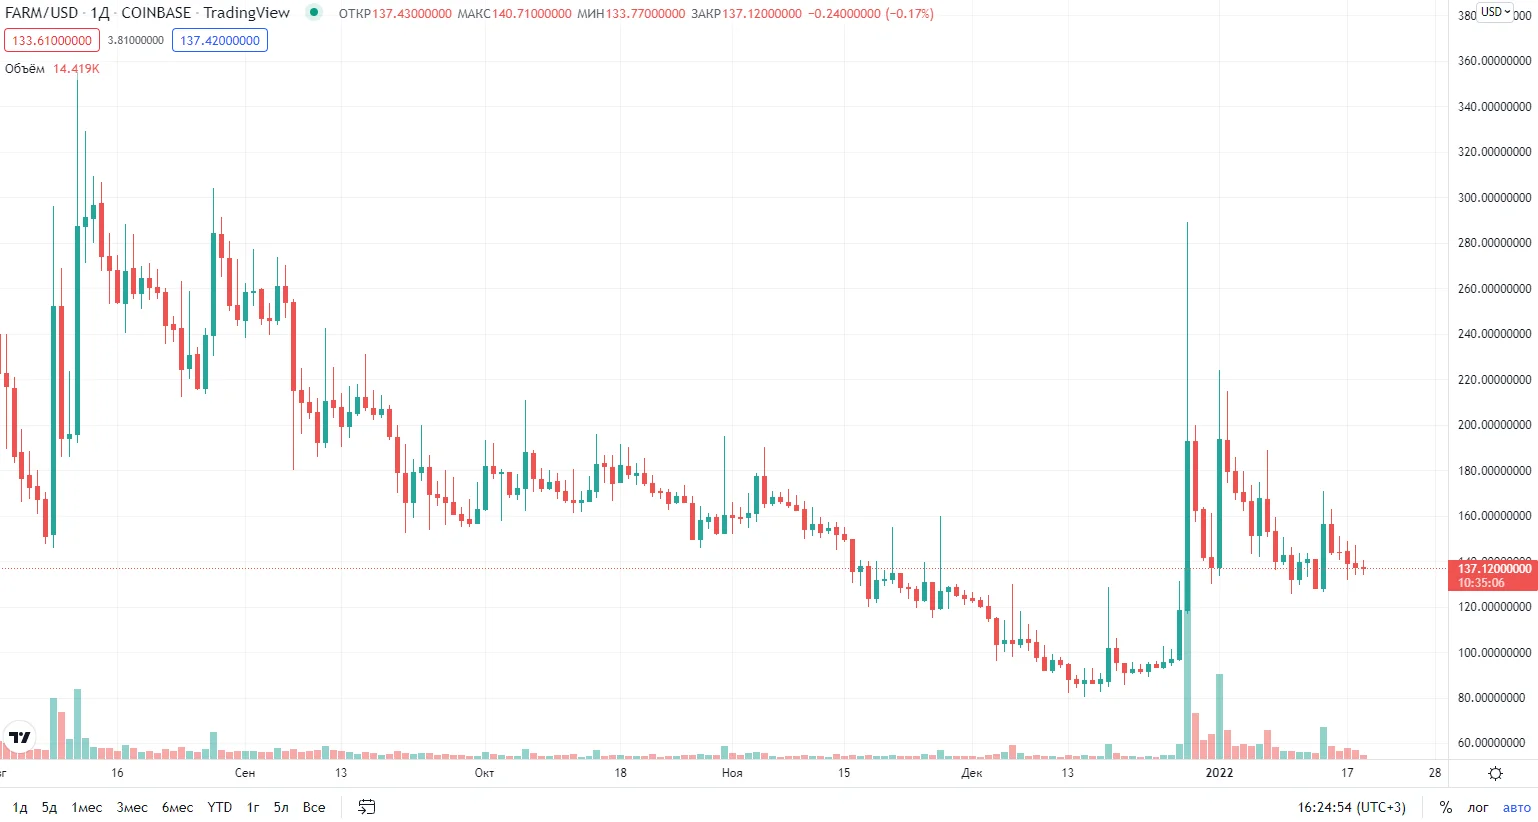 FARM/USD · 1Д · COINBASE · TradingView ОТКР137.43000000 МАКС140.71000000 МИН133.77000000 ЗАКР137.12000000 −0.24000000 (−0.17%)
133.61000000 3.81000000 137.42000000
Объём 14.419K
USD
360.00000000
340.00000000
320.00000000
300.00000000
280.00000000
260.00000000
240.00000000
220.00000000
200.00000000
180.00000000
160.00000000
137.12000000
10:35:06
120.00000000
100.00000000
80.00000000
60.00000000
16 Сен 13 Окт 18 Ноя 15 Дек 13 2022 17 28
1д 5д 1мес 3мес 6мес YTD 1г 5л Все 16:24:54 (UTC+3) % лог авто